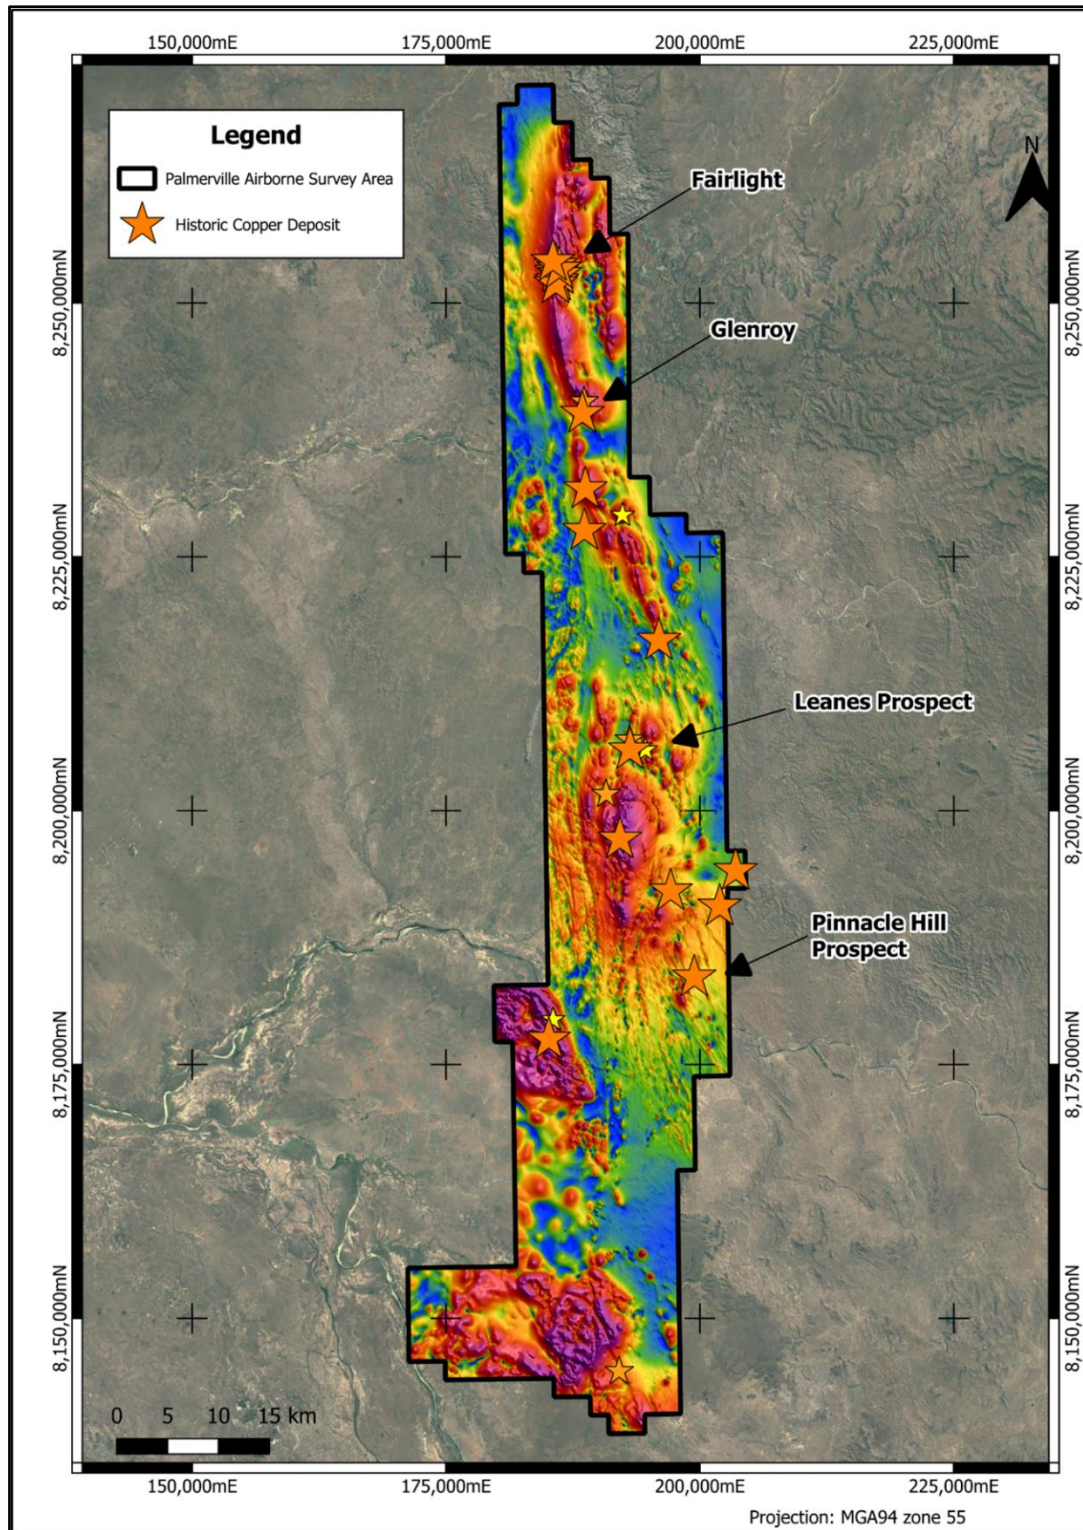 150,000mE
175,000mE
200,000mE
225,000mE
Legend
Palmerville Airborne Survey Area
Historic Copper Deposit
N
Fairlight
8,250,000mN
8,250,000mN
Glenroy
8,225,000mN
8,225,000mN
Leanes Prospect
8,200,000mN
8,200,000mN
Pinnacle Hill
Prospect
8,175,000mN
8,175,000mN
8,150,000mN
8,150,000mN
0 5 10 15 km
150,000mE
175,000mE
200,000mE
225,000mE
Projection: MGA94 zone 55